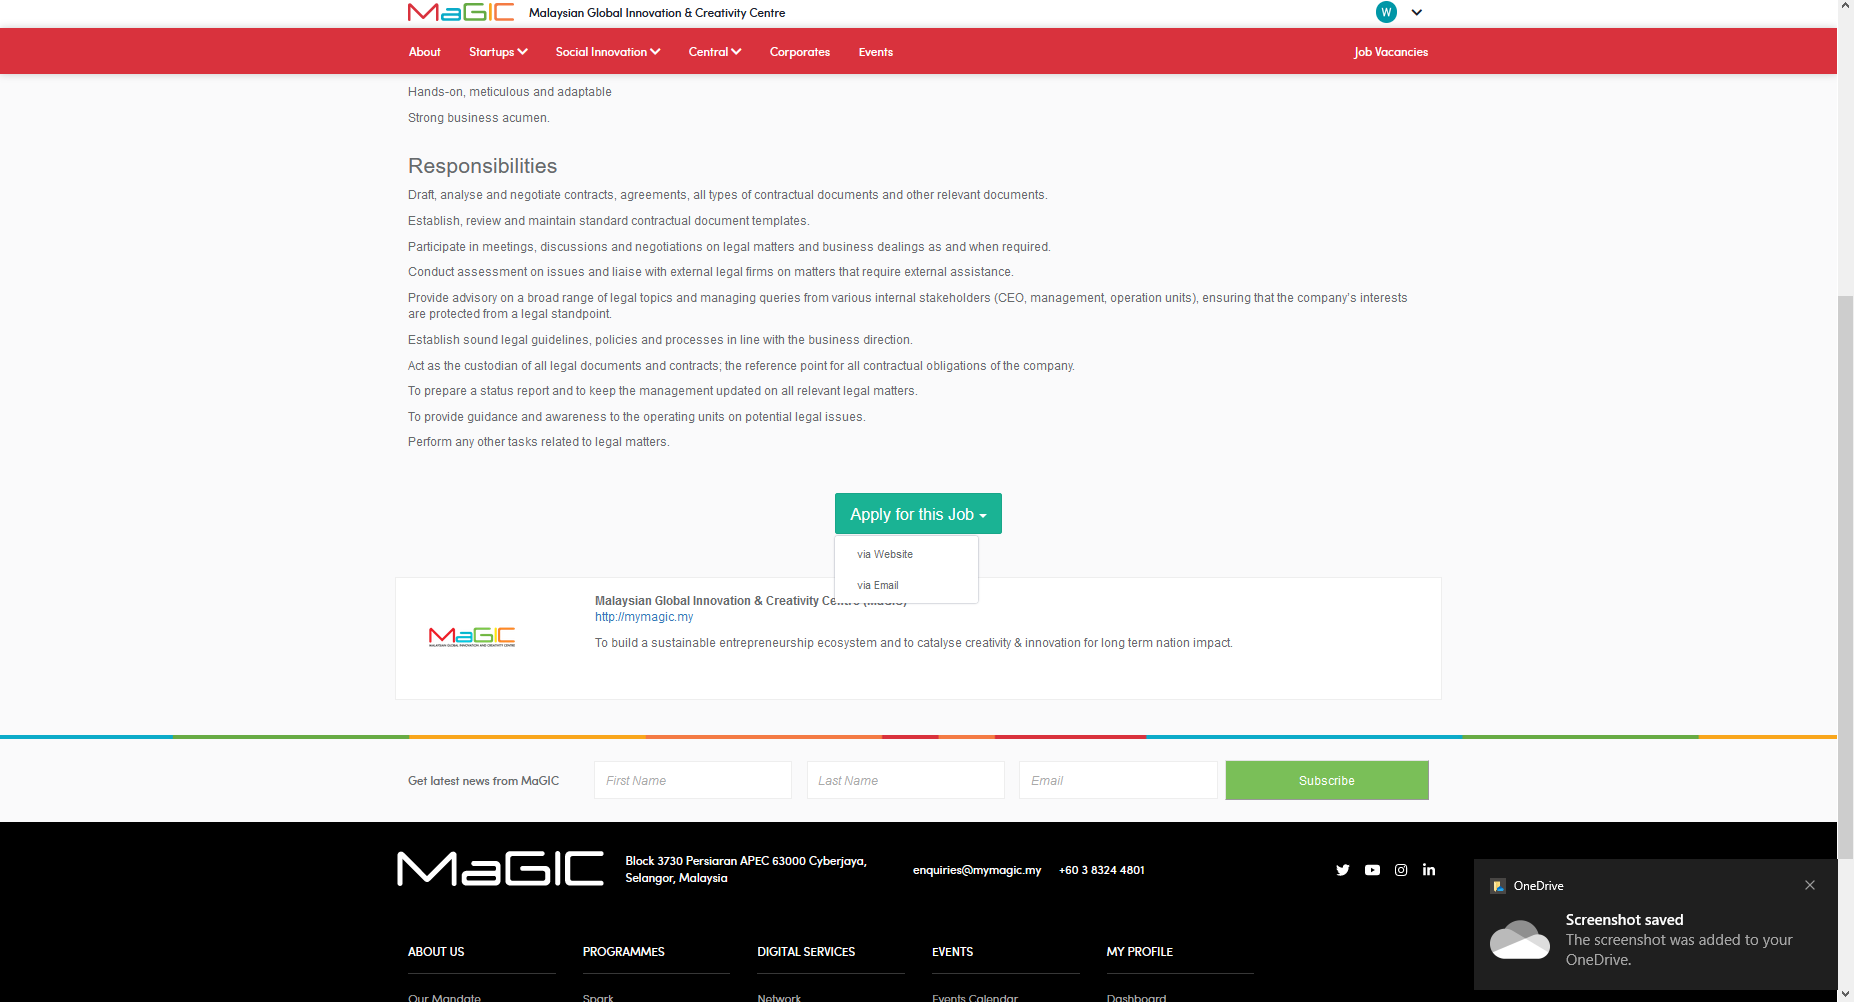 MaGIC Malaysian Global Innovation & Creativity Centre W
About Startups Social Innovation Central Corporates Events Job Vacancies
Hands-on, meticulous and adaptable
Strong business acumen.
Responsibilities
Draft, analyse and negotiate contracts, agreements, all types of contractual documents and other relevant documents.
Establish, review and maintain standard contractual document templates.
Participate in meetings, discussions and negotiations on legal matters and business dealings as and when required.
Conduct assessment on issues and liaise with external legal firms on matters that require external assistance.
Provide advisory on a broad range of legal topics and managing queries from various internal stakeholders (CEO, management, operation units), ensuring that the company's interests
are protected from a legal standpoint.
Establish sound legal guidelines, policies and processes in line with the business direction.
Act as the custodian of all legal documents and contracts; the reference point for all contractual obligations of the company.
To prepare a status report and to keep the management updated on all relevant legal matters.
To provide guidance and awareness to the operating units on potential legal issues.
Perform any other tasks related to legal matters.
Apply for this Job
via Website
via Email
Malaysian Global Innovation & Creativity Centre (MaGIC)
http://mymagic.my
MaGIC
MALAYSIAN GLOBAL INNOVATION AND CREATIVITY CENTRE
To build a sustainable entrepreneurship ecosystem and to catalyse creativity & innovation for long term nation impact.
Get latest news from MaGIC First Name Last Name Email Subscribe
MaGIC
Block 3730 Persiaran APEC 63000 Cyberjaya,
Selangor, Malaysia
enquiries@mymagic.my +60 3 8324 4801
OneDrive
Screenshot saved
The screenshot was added to your
OneDrive.
ABOUT US PROGRAMMES DIGITAL SERVICES EVENTS MY PROFILE
Our Mandate Spark Network Events Calendar Dashboard